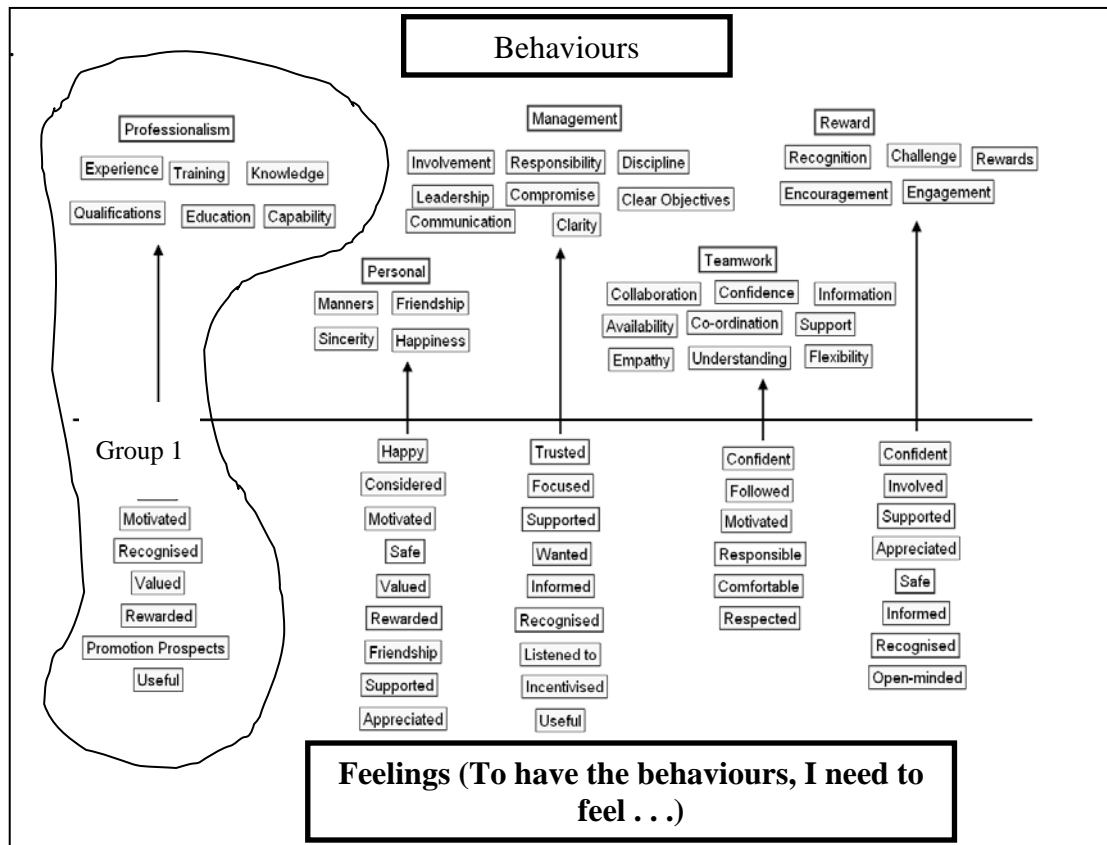 Behaviours
Professionalism
Experience Training Knowledge
Qualifications Education Capability
Management
Involvement Responsibility Discipline
Leadership Compromise Clear Objectives
Communication Clarity
Reward
Recognition Challenge Rewards
Encouragement Engagement
Personal
Manners Friendship
Sincerity Happiness
Teamwork
Collaboration Confidence Information
Availability Co-ordination Support
Empathy Understanding Flexibility
Group 1
Motivated
Recognised
Valued
Rewarded
Promotion Prospects
Useful
Happy
Considered
Motivated
Safe
Valued
Rewarded
Friendship
Supported
Appreciated
Trusted
Focused
Supported
Wanted
Informed
Recognised
Listened to
Incentivised
Useful
Confident
Followed
Motivated
Responsible
Comfortable
Respected
Confident
Involved
Supported
Appreciated
Safe
Informed
Recognised
Open-minded
Feelings (To have the behaviours, I need to
feel . . .)